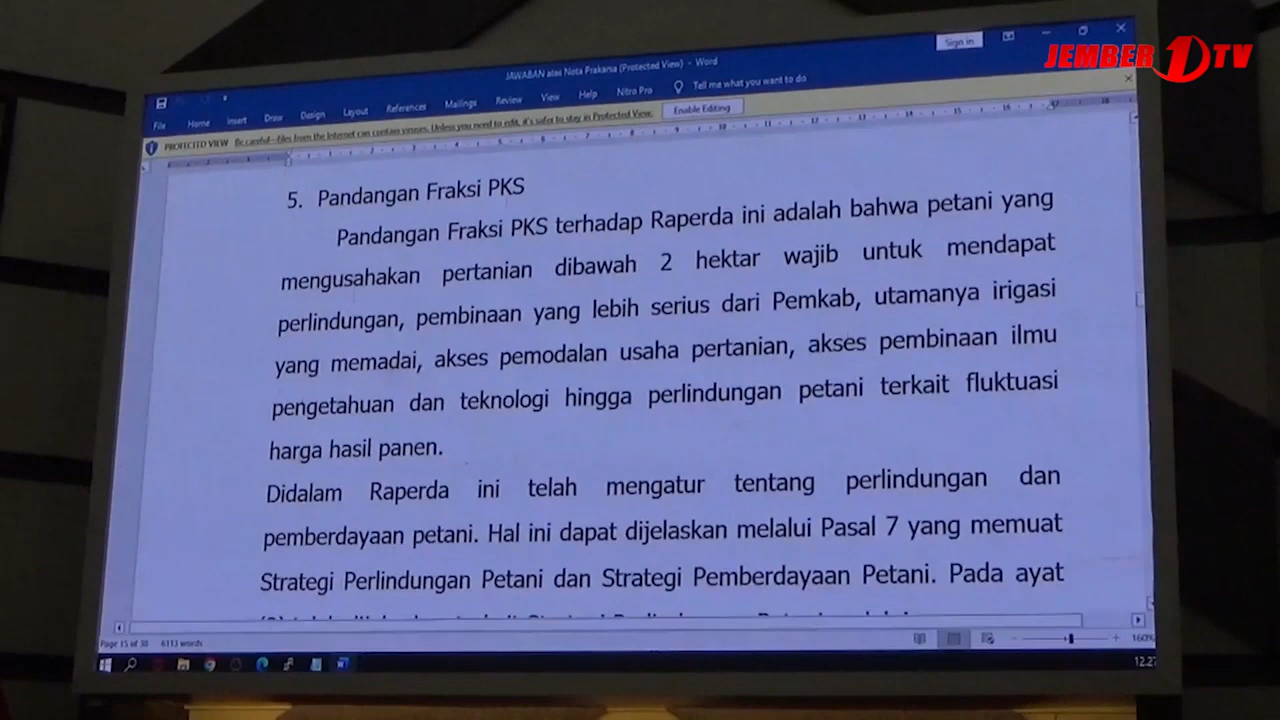 JEMBER 1 TV
Sign in
JAWABAN atas Nota Prakarsa (Protected View) - Word
File Home Insert Draw Design Layout References Mailings Review View Help Nitro Pro Tell me what you want to do
PROTECTED VIEW Be careful—files from the Internet can contain viruses. Unless you need to edit, it's safer to stay in Protected View. Enable Editing
5. Pandangan Fraksi PKS
Pandangan Fraksi PKS terhadap Raperda ini adalah bahwa petani yang
mengusahakan pertanian dibawah 2 hektar wajib untuk mendapat
perlindungan, pembinaan yang lebih serius dari Pemkab, utamanya irigasi
yang memadai, akses pemodalan usaha pertanian, akses pembinaan ilmu
pengetahuan dan teknologi hingga perlindungan petani terkait fluktuasi
harga hasil panen.
Didalam Raperda ini telah mengatur tentang perlindungan dan
pemberdayaan petani. Hal ini dapat dijelaskan melalui Pasal 7 yang memuat
Strategi Perlindungan Petani dan Strategi Pemberdayaan Petani. Pada ayat
Page 15 of 38 6113 words
160%
12.27